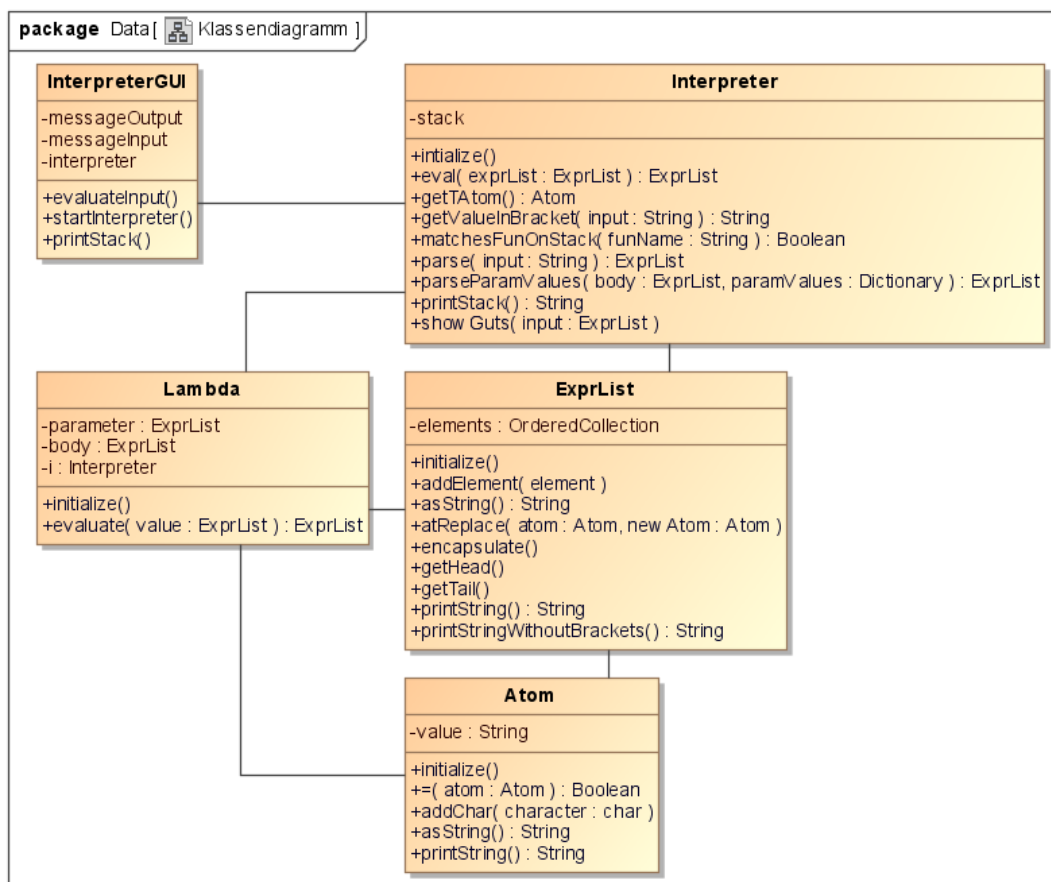 package Data[ Klassendiagramm ]
InterpreterGUI
-messageOutput
-messageInput
-interpreter
+evaluateInput()
+startInterpreter()
+printStack()
Interpreter
-stack
+intialize()
+eval( exprList : ExprList ) : ExprList
+getTAtom() : Atom
+getValueInBracket( input : String ) : String
+matchesFunOnStack( funName : String ) : Boolean
+parse( input : String ) : ExprList
+parseParamValues( body : ExprList, paramValues : Dictionary ) : ExprList
+printStack() : String
+show Guts( input : ExprList )
Lambda
-parameter : ExprList
-body : ExprList
-i : Interpreter
+initialize()
+evaluate( value : ExprList ) : ExprList
ExprList
-elements : OrderedCollection
+initialize()
+addElement( element )
+asString() : String
+atReplace( atom : Atom, new Atom : Atom )
+encapsulate()
+getHead()
+getTail()
+printString() : String
+printStringWithoutBrackets() : String
Atom
-value : String
+initialize()
+=( atom : Atom ) : Boolean
+addChar( character : char )
+asString() : String
+printString() : String